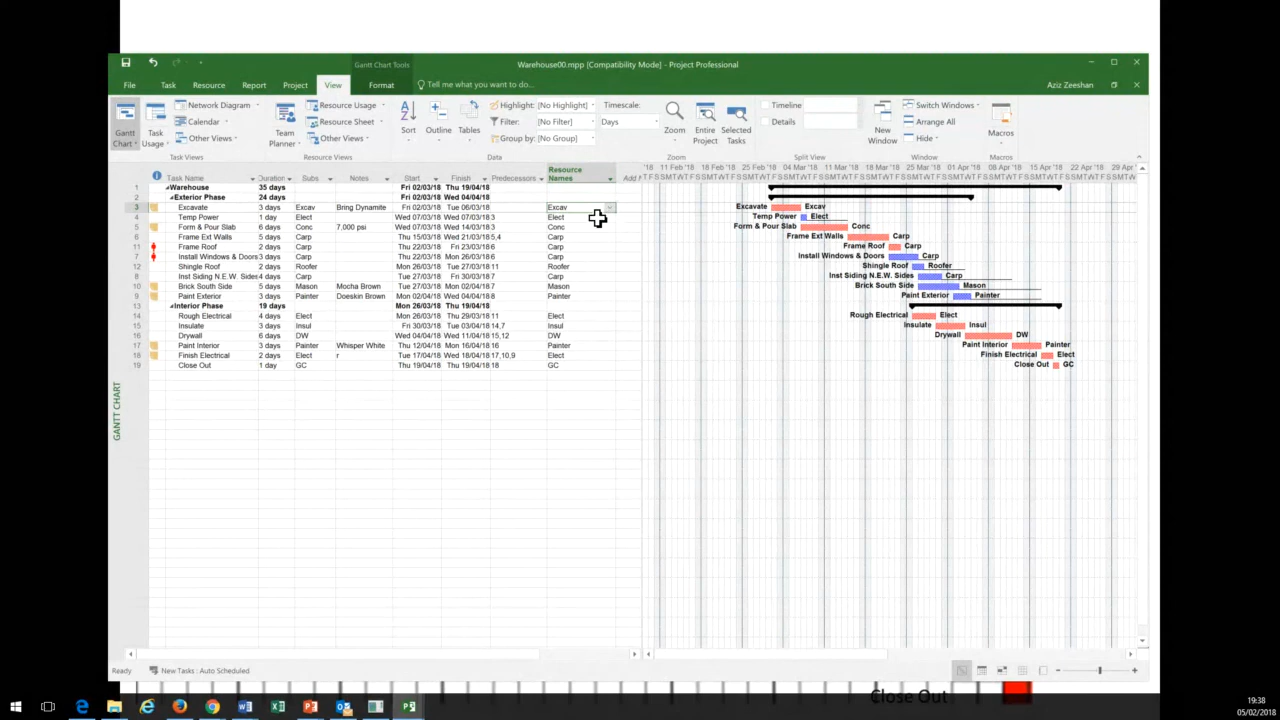 Gantt Chart Tools
Warehouse00.mpp [Compatibility Mode] - Project Professional
File Task Resource Report Project View Format Tell me what you want to do... Aziz Zeeshan
Network Diagram Resource Usage Highlight: [No Highlight] Timescale: Timeline Switch Windows
Calendar Resource Sheet Filter: [No Filter] Days Details Arrange All
Other Views Other Views Group by: [No Group] Hide
Gantt Chart Task Usage Team Planner Sort Outline Tables Zoom Entire Project Selected Tasks New Window Macros
Task Views Resource Views Data Zoom Split View Window Macros
Task Name Duration Subs Notes Start Finish Predecessors Resource Names Add
'18 11 Feb '18 18 Feb '18 25 Feb '18 04 Mar '18 11 Mar '18 18 Mar '18 25 Mar '18 01 Apr '18 08 Apr '18 15 Apr '18 22 Apr '18 29 Apr
1 Warehouse 35 days Fri 02/03/18 Thu 19/04/18
2 Exterior Phase 24 days Fri 02/03/18 Wed 04/04/18
3 Excavate 3 days Excav Bring Dynamite Fri 02/03/18 Tue 06/03/18 Excav Excavate Excav
4 Temp Power 1 day Elect Wed 07/03/18 Wed 07/03/18 3 Elect Temp Power Elect
5 Form & Pour Slab 6 days Conc 7,000 psi Wed 07/03/18 Wed 14/03/18 3 Conc Form & Pour Slab Conc
6 Frame Ext Walls 5 days Carp Thu 15/03/18 Wed 21/03/18 5,4 Carp Frame Ext Walls Carp
11 Frame Roof 2 days Carp Thu 22/03/18 Fri 23/03/18 6 Carp Frame Roof Carp
7 Install Windows & Doors 3 days Carp Thu 22/03/18 Mon 26/03/18 6 Carp Install Windows & Doors Carp
12 Shingle Roof 2 days Roofer Mon 26/03/18 Tue 27/03/18 11 Roofer Shingle Roof Roofer
8 Inst Siding N.E.W. Sides 4 days Carp Tue 27/03/18 Fri 30/03/18 7 Carp Inst Siding N.E.W. Sides Carp
10 Brick South Side 5 days Mason Mocha Brown Tue 27/03/18 Mon 02/04/18 7 Mason Brick South Side Mason
9 Paint Exterior 3 days Painter Doeskin Brown Mon 02/04/18 Wed 04/04/18 8 Painter Paint Exterior Painter
13 Interior Phase 19 days Mon 26/03/18 Thu 19/04/18
14 Rough Electrical 4 days Elect Mon 26/03/18 Thu 29/03/18 11 Elect Rough Electrical Elect
15 Insulate 3 days Insul Fri 30/03/18 Tue 03/04/18 14,7 Insul Insulate Insul
16 Drywall 6 days DW Wed 04/04/18 Wed 11/04/18 15,12 DW Drywall DW
17 Paint Interior 3 days Painter Whisper White Thu 12/04/18 Mon 16/04/18 16 Painter Paint Interior Painter
18 Finish Electrical 2 days Elect r Tue 17/04/18 Wed 18/04/18 17,10,9 Elect Finish Electrical Elect
19 Close Out 1 day GC Thu 19/04/18 Thu 19/04/18 18 GC Close Out GC
GANTT CHART
Ready New Tasks : Auto Scheduled
Close Out
19:38
05/02/2018